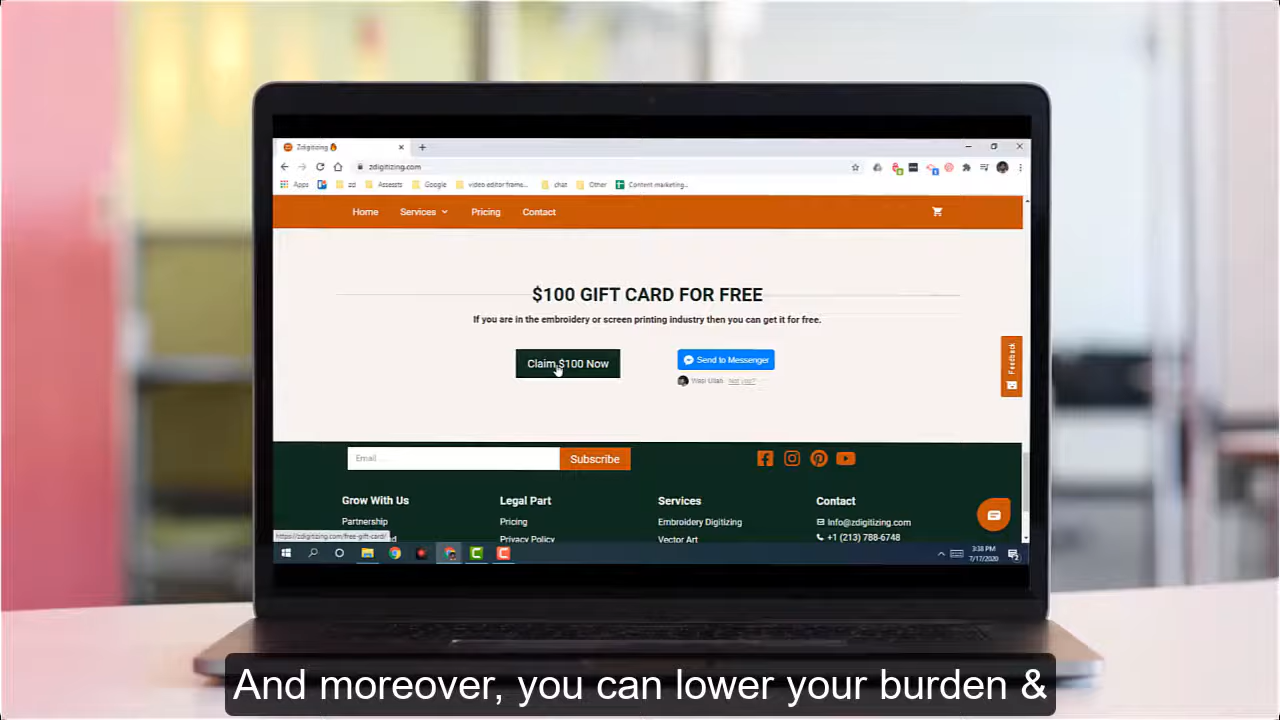 Zdigitizing
zdigitizing.com
Apps
zd
Assests
Google
video editor frame...
chat
Other
Content marketing...
Home
Services
Pricing
Contact
$100 GIFT CARD FOR FREE
If you are in the embroidery or screen printing industry then you can get it for free.
Claim $100 Now
Send to Messenger
Not you?
Feedback
Email ...
Subscribe
Grow With Us
Legal Part
Services
Contact
Partnership
Pricing
Embroidery Digitizing
Info@zdigitizing.com
https://zdigitizing.com/free-gift-card/
Privacy Policy
Vector Art
+1 (213) 788-6748
3:38 PM
7/17/2020
And moreover, you can lower your burden &